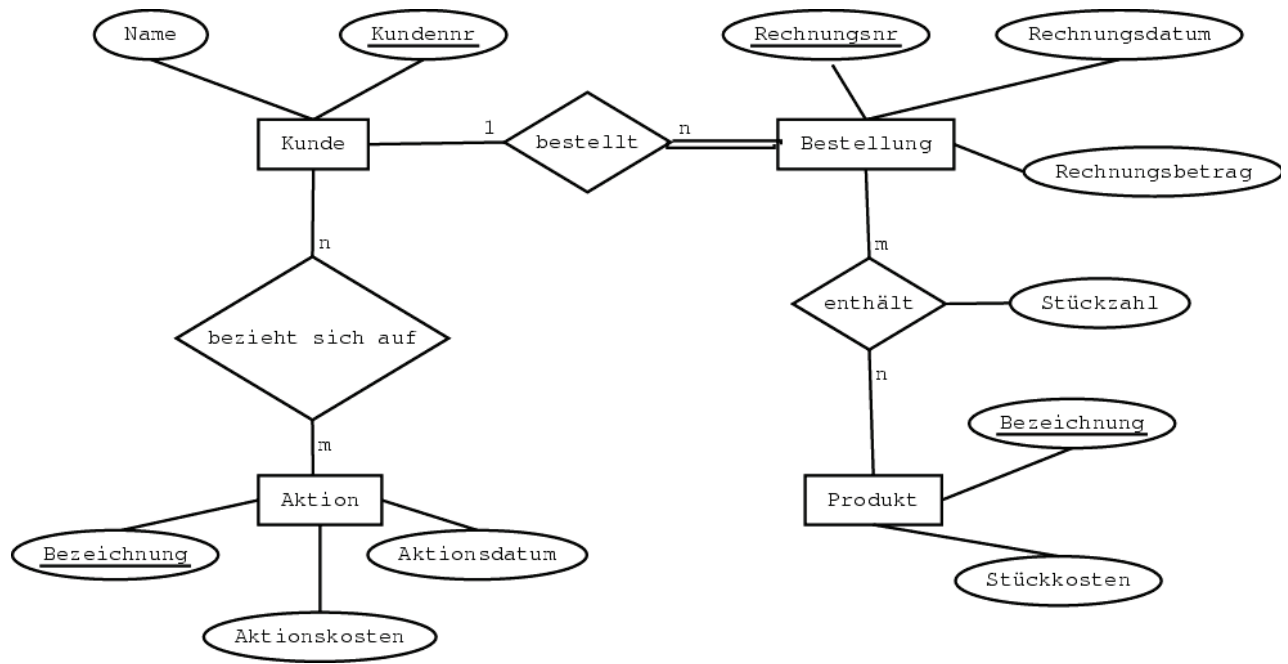 Name
Kundennr
Rechnungsnr
Rechnungsdatum
Kunde
1
bestellt
n
Bestellung
Rechnungsbetrag
n
m
bezieht sich auf
enthält
Stückzahl
n
m
Bezeichnung
Aktion
Produkt
Bezeichnung
Aktionsdatum
Stückkosten
Aktionskosten